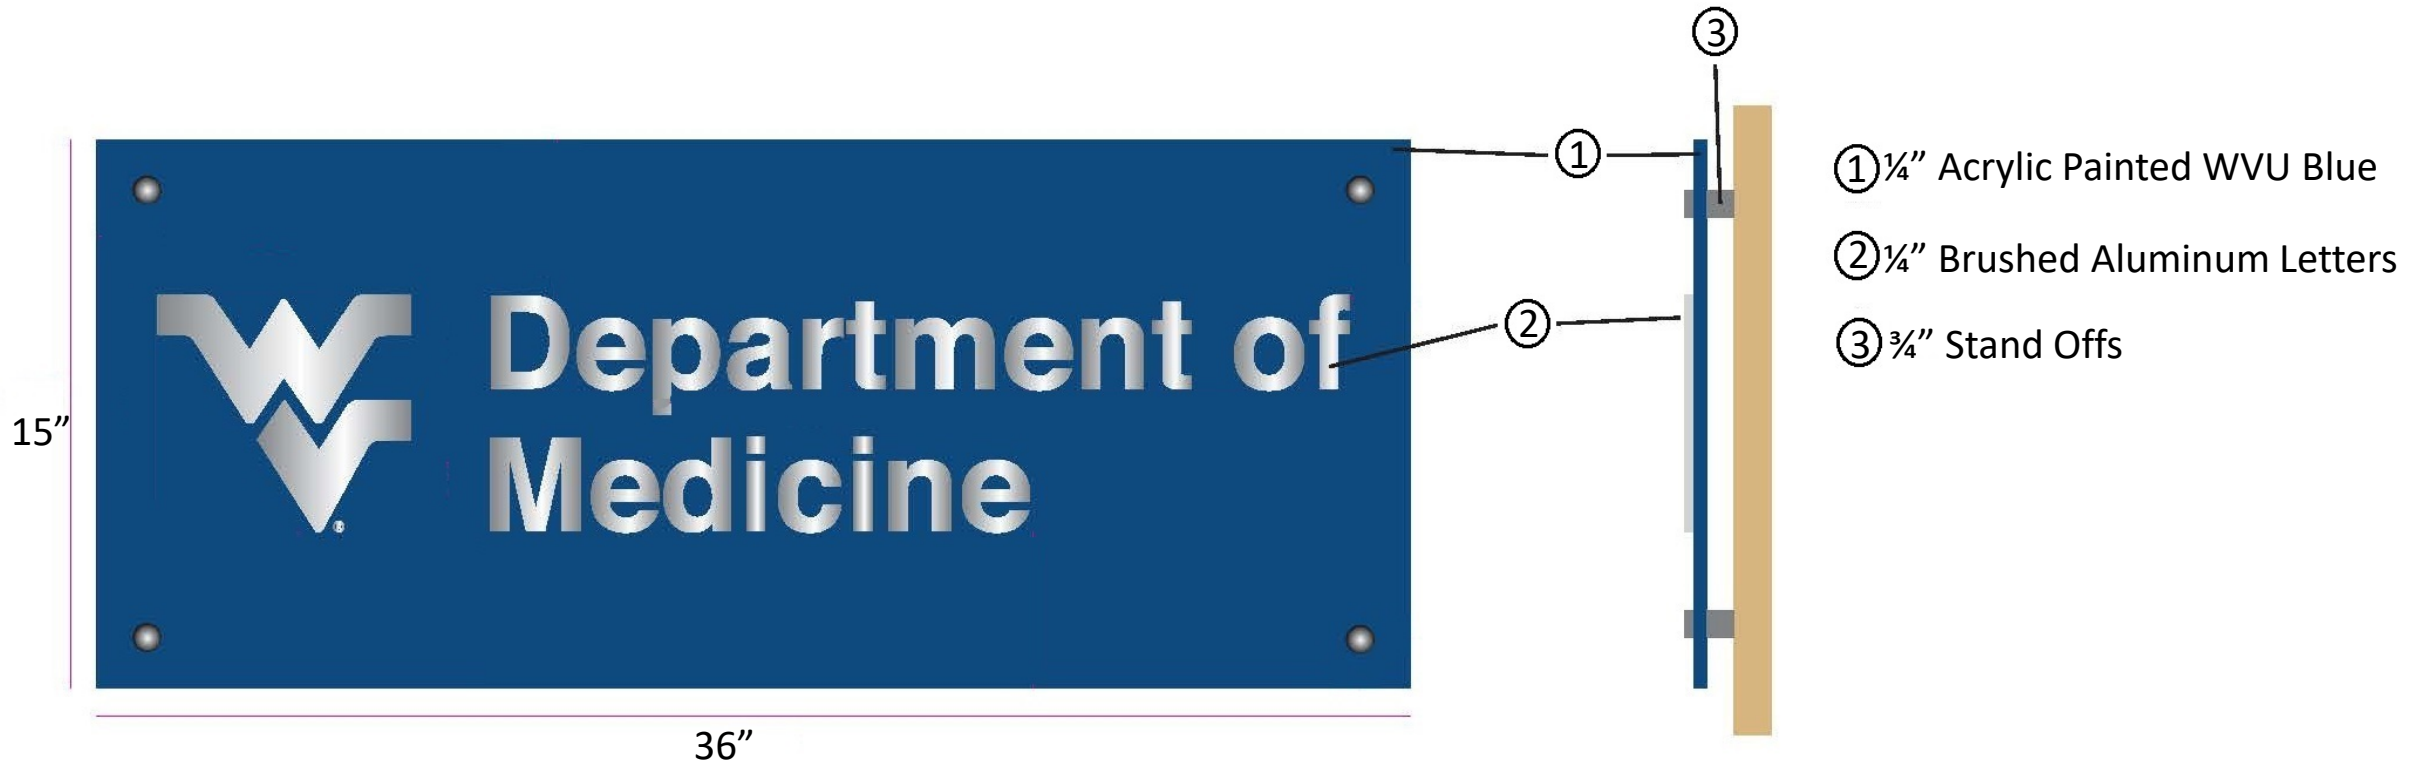 3
1
Department of
Medicine
®
2
15”
36”
1 ¼” Acrylic Painted WVU Blue
2 ¼” Brushed Aluminum Letters
3 ¾” Stand Offs